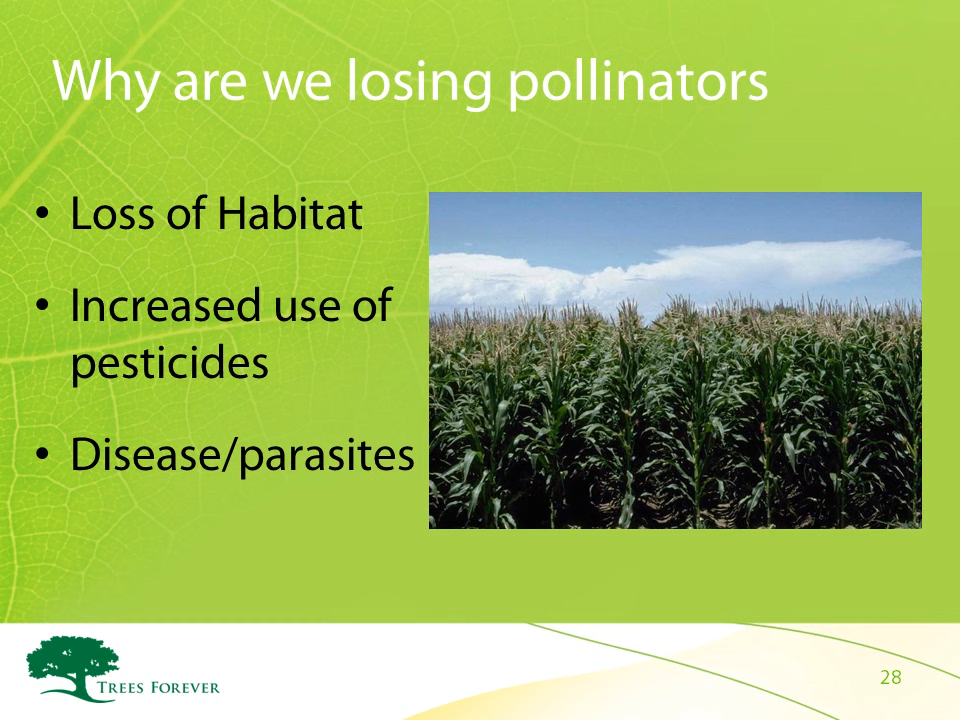 Why are we losing pollinators
• Loss of Habitat
• Increased use of
pesticides
• Disease/parasites
TREES FOREVER
28